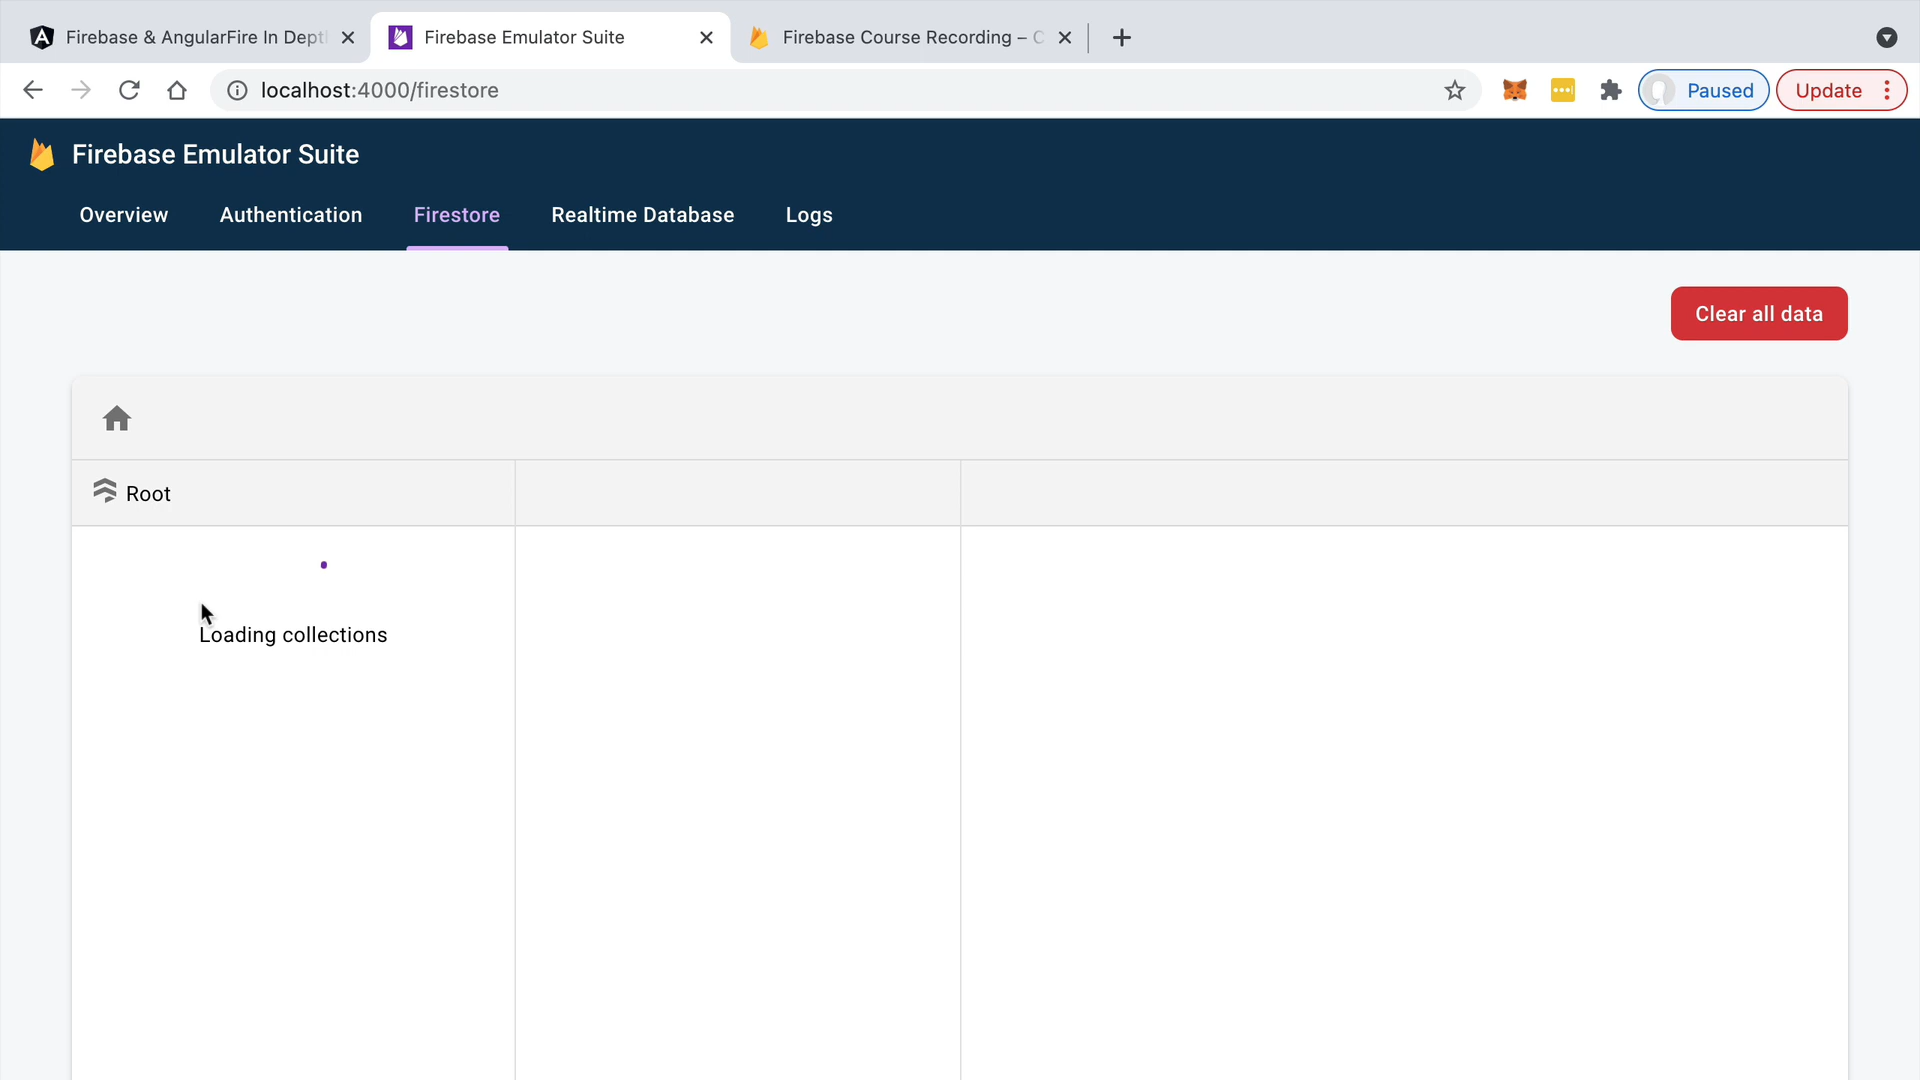 Firebase & AngularFire In Dept
Firebase Emulator Suite
Firebase Course Recording – C
localhost:4000/firestore
Paused
Update
Firebase Emulator Suite
Overview
Authentication
Firestore
Realtime Database
Logs
Clear all data
Root
Loading collections